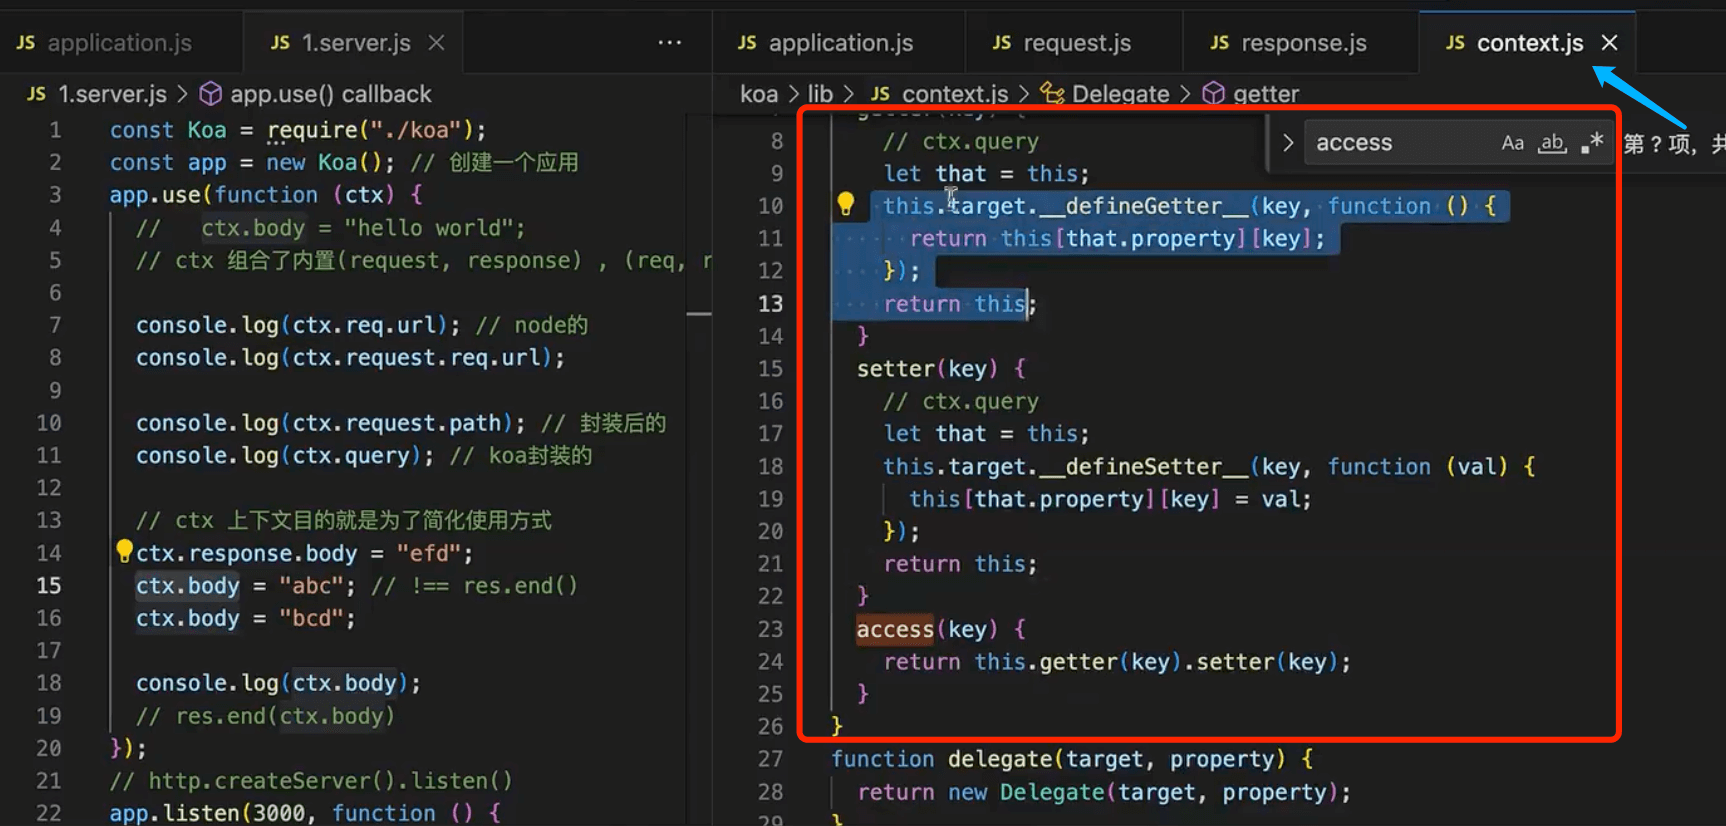 JS application.js
JS 1.server.js ×
···
JS application.js
JS request.js
JS response.js
JS context.js ×
JS 1.server.js > app.use() callback
1 const Koa = require("./koa");
2 const app = new Koa(); // 创建一个应用
3 app.use(function (ctx) {
4 //   ctx.body = "hello world";
5 // ctx 组合了内置(request, response) , (req, r
6
7 console.log(ctx.req.url); // node的
8 console.log(ctx.request.req.url);
9
10 console.log(ctx.request.path); // 封装后的
11 console.log(ctx.query); // koa封装的
12
13 // ctx 上下文目的就是为了简化使用方式
14 ctx.response.body = "efd";
15 ctx.body = "abc"; // !== res.end()
16 ctx.body = "bcd";
17
18 console.log(ctx.body);
19 // res.end(ctx.body)
20 });
21 // http.createServer().listen()
22 app.listen(3000, function () {
koa > lib > JS context.js > Delegate > getter
getter(key) {
> access Aa ab .* 第 ? 项, 共
8 // ctx.query
9 let that = this;
10 this.target.__defineGetter__(key, function () {
11 return this[that.property][key];
12 });
13 return this;
14 }
15 setter(key) {
16 // ctx.query
17 let that = this;
18 this.target.__defineSetter__(key, function (val) {
19 this[that.property][key] = val;
20 });
21 return this;
22 }
23 access(key) {
24 return this.getter(key).setter(key);
25 }
26 }
27 function delegate(target, property) {
28 return new Delegate(target, property);
29 }